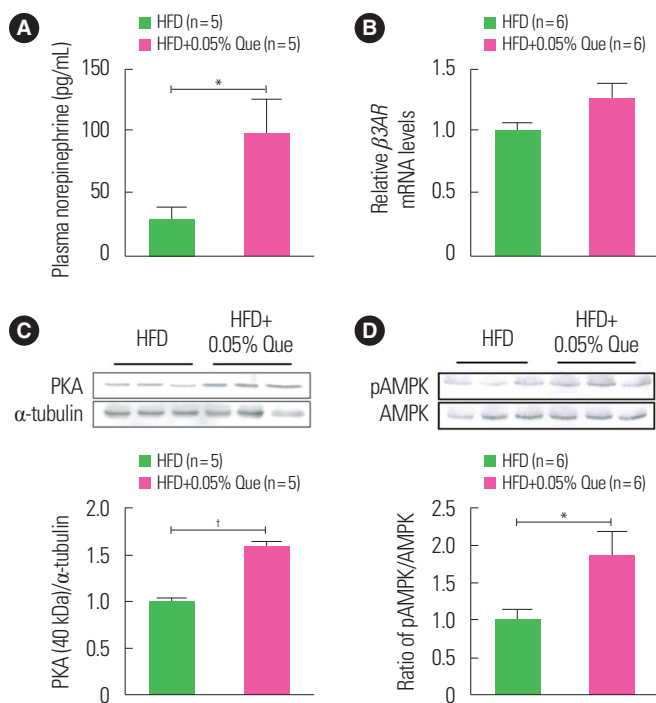 A
HFD (n=5)
HFD+0.05% Que (n=5)
Plasma norepinephrine (pg/mL)
150
100
50
0
*
B
HFD (n=6)
HFD+0.05% Que (n=6)
Relative β3AR
mRNA levels
1.5
1.0
0.5
0
C
HFD
HFD+
0.05% Que
PKA
α-tubulin
HFD (n=5)
HFD+0.05% Que (n=5)
PKA (40 kDa)/α-tubulin
2.0
1.5
1.0
0.5
0
†
D
HFD
HFD+
0.05% Que
pAMPK
AMPK
HFD (n=6)
HFD+0.05% Que (n=6)
Ratio of pAMPK/AMPK
2.5
2.0
1.5
1.0
0.5
0
*